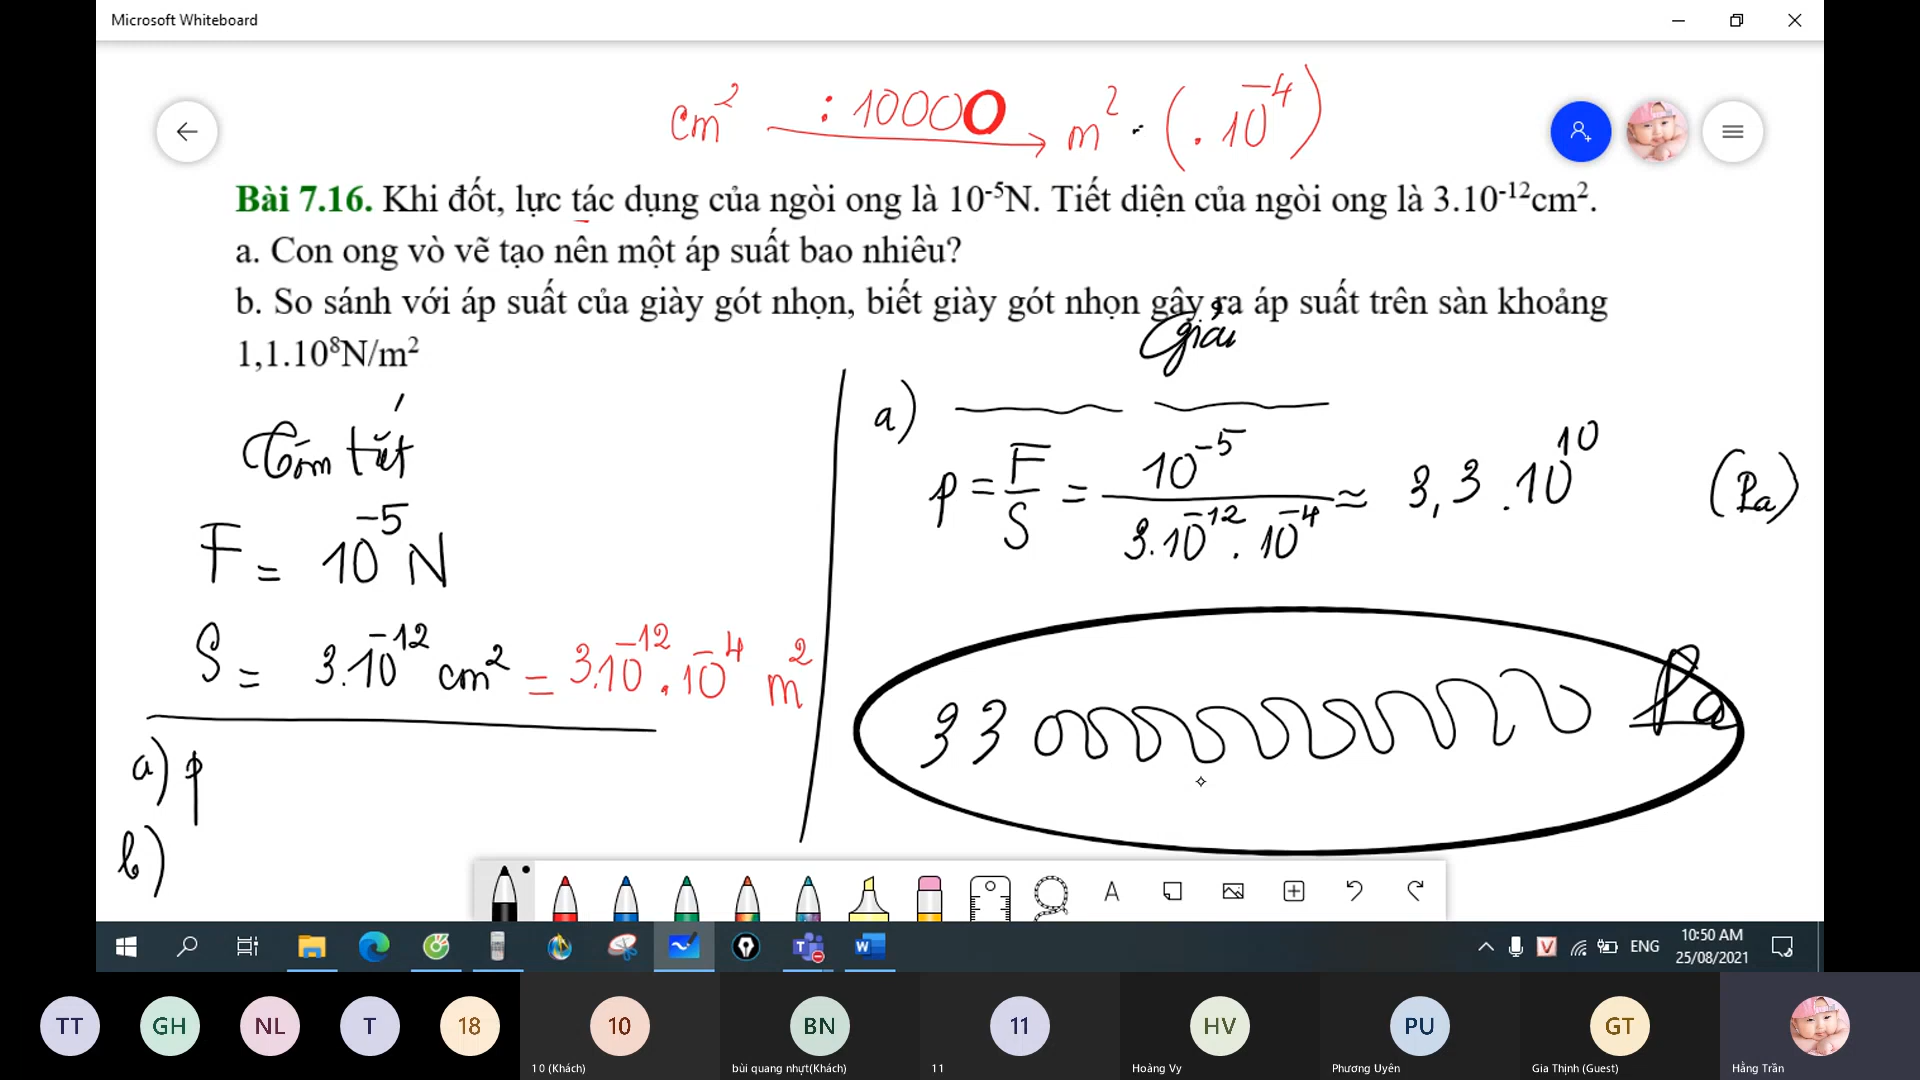 Microsoft Whiteboard
cm² : 10000 → m² · (. 10⁻⁴)
Bài 7.16. Khi đốt, lực tác dụng của ngòi ong là 10⁻⁵N. Tiết diện của ngòi ong là 3.10⁻¹²cm².
a. Con ong vò vẽ tạo nên một áp suất bao nhiêu?
b. So sánh với áp suất của giày gót nhọn, biết giày gót nhọn gây ra áp suất trên sàn khoảng
1,1.10⁸N/m²
Giải
Tóm tắt
F = 10⁻⁵ N
S = 3.10⁻¹² cm² = 3.10⁻¹² . 10⁻⁴ m²
a) p
b)
a)
p = F/S = 10⁻⁵ / 3.10⁻¹² . 10⁻⁴ ≈ 3,3 . 10¹⁰ (Pa)
33 Pa
A
ENG
10:50 AM
25/08/2021
TT
GH
NL
T
18
10
10 (Khách)
BN
bùi quang nhựt(Khách)
11
11
HV
Hoàng Vy
PU
Phương Uyên
GT
Gia Thịnh (Guest)
Hằng Trần